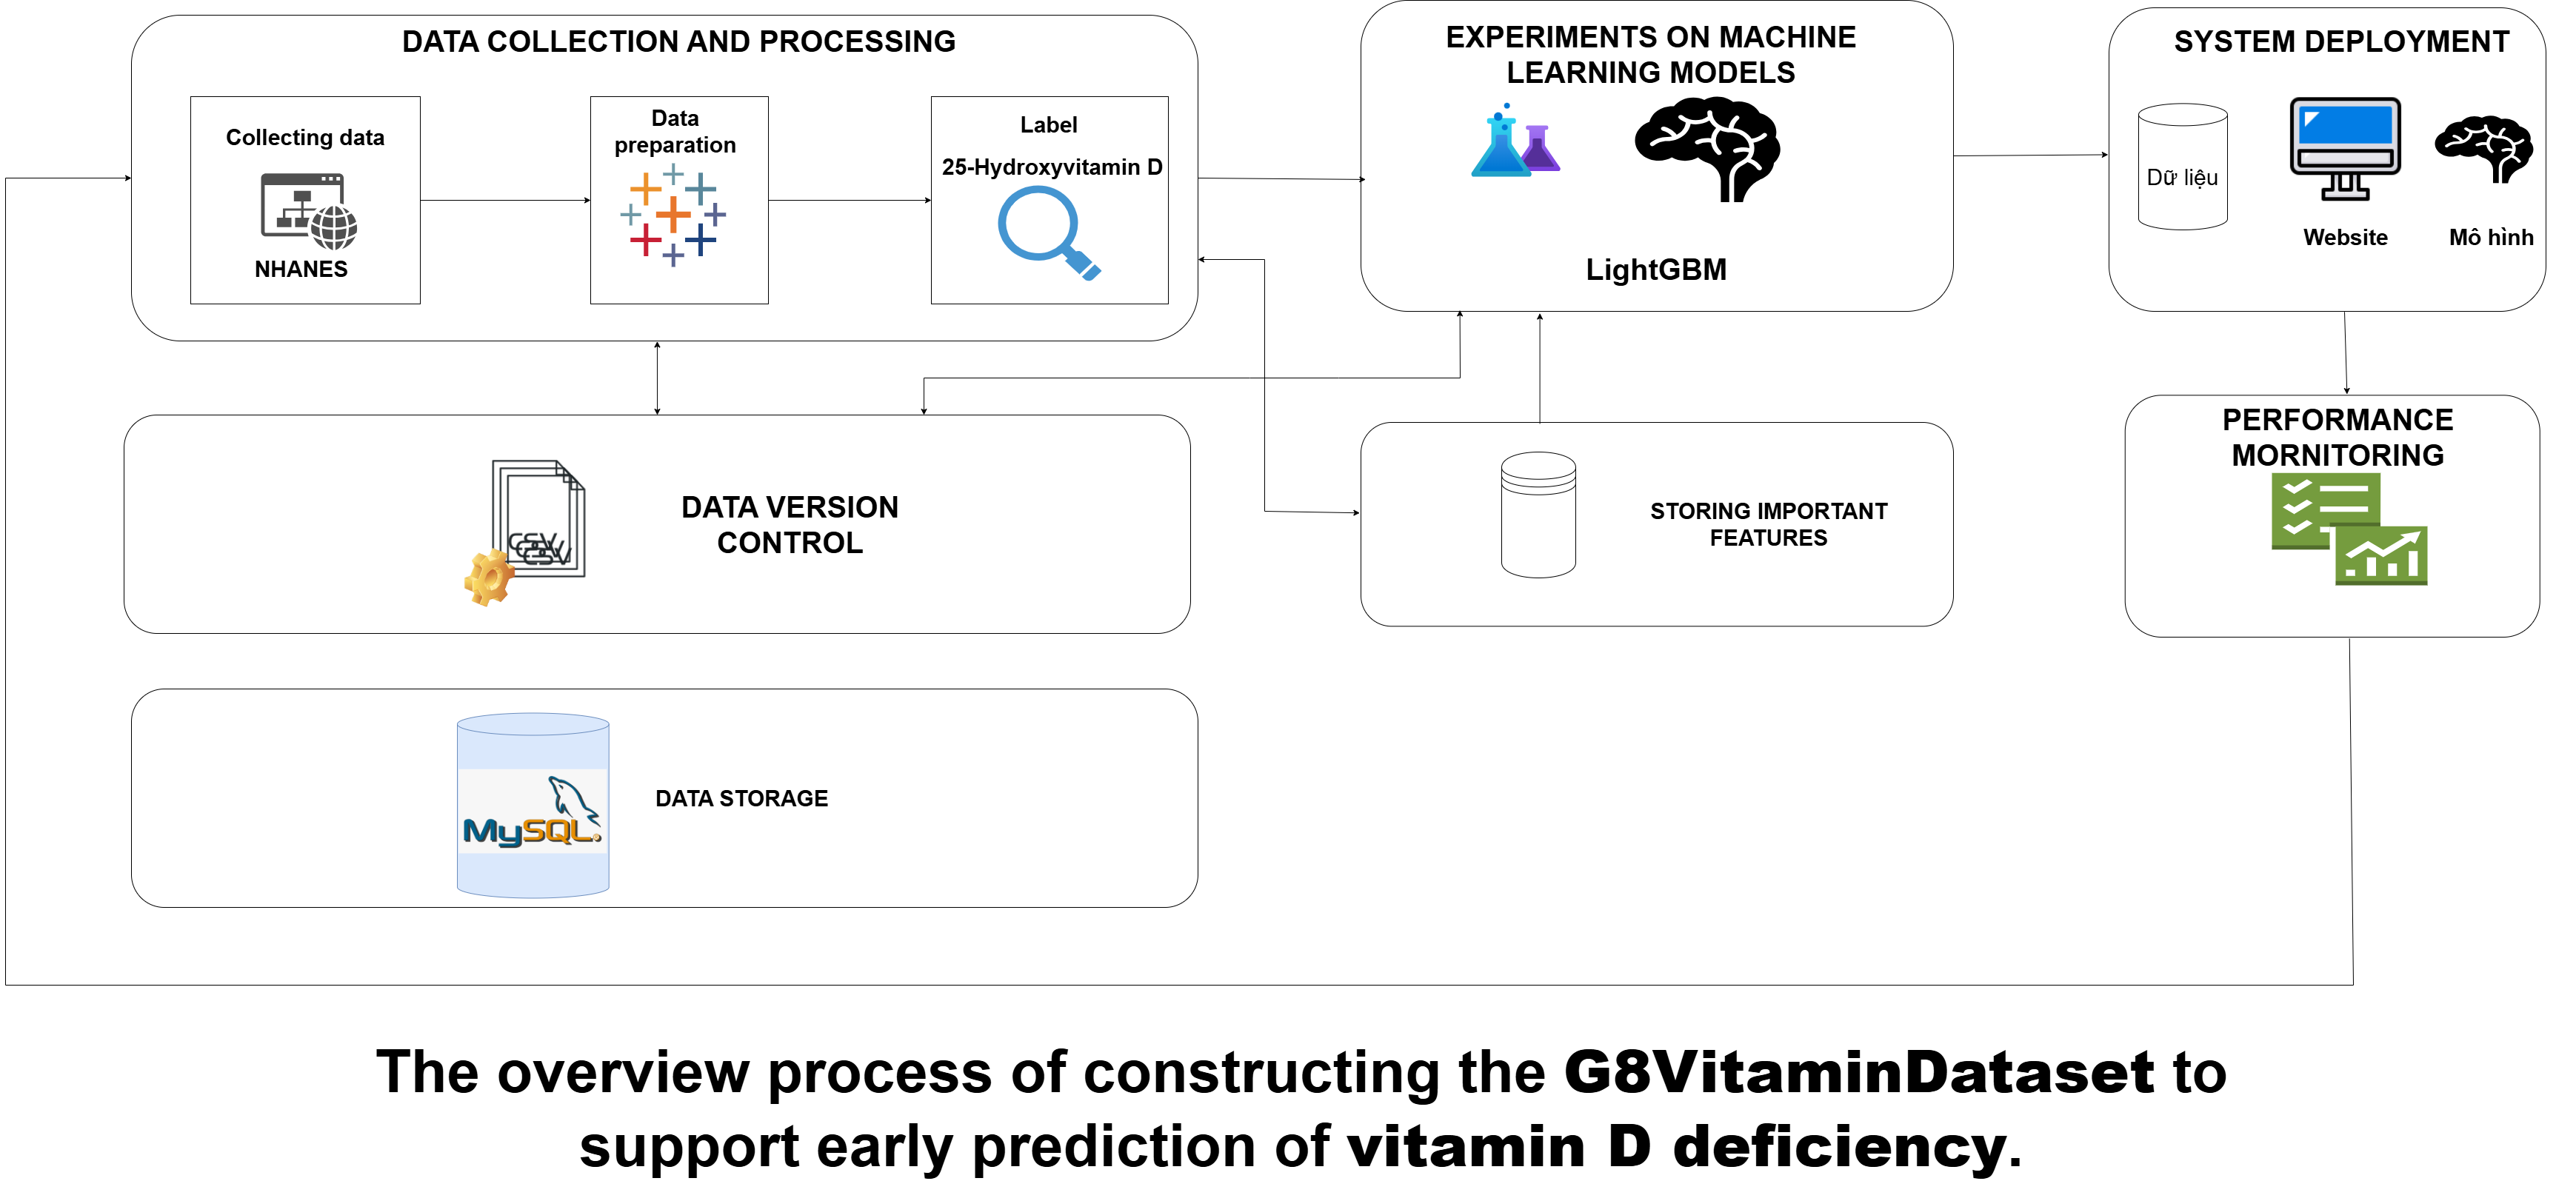 DATA COLLECTION AND PROCESSING
Collecting data
NHANES
Data
preparation
Label
25-Hydroxyvitamin D
EXPERIMENTS ON MACHINE
LEARNING MODELS
LightGBM
SYSTEM DEPLOYMENT
Dữ liệu
Website
Mô hình
DATA VERSION
CONTROL
CSV
CSV
CSV
STORING IMPORTANT
FEATURES
PERFORMANCE
MORNITORING
MySQL.
DATA STORAGE
The overview process of constructing the G8VitaminDataset to
support early prediction of vitamin D deficiency.